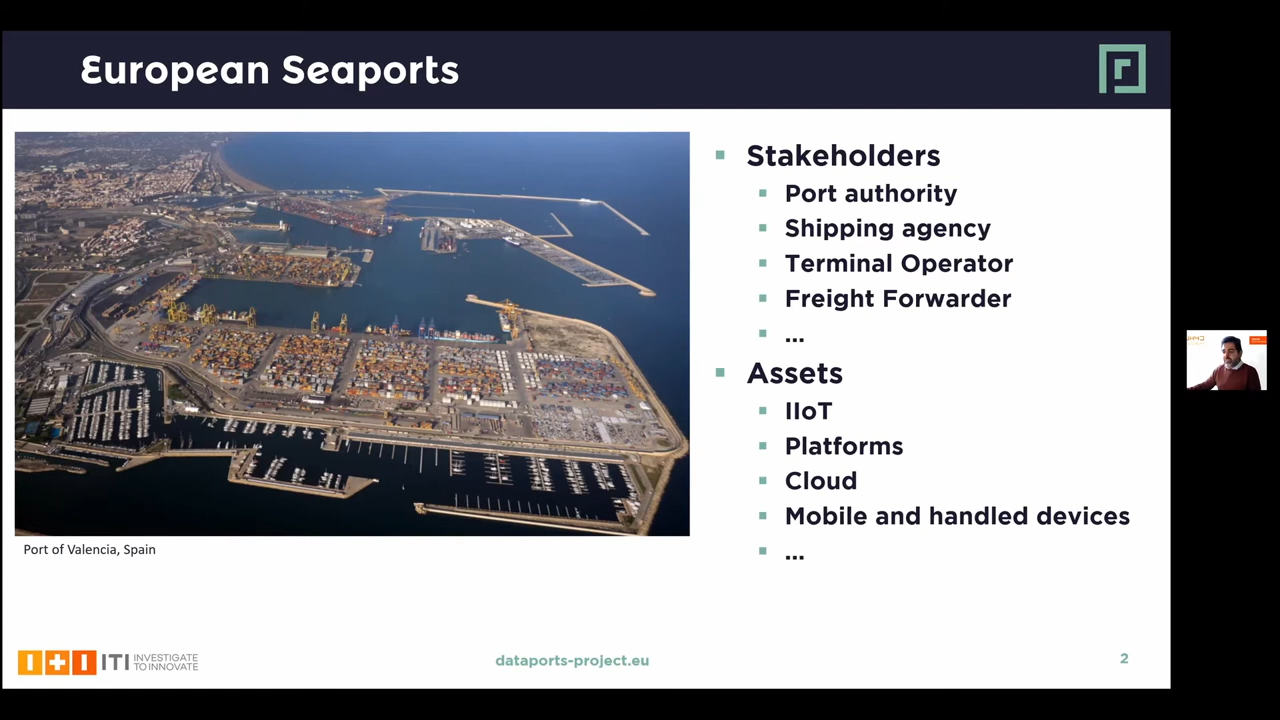 European Seaports
Stakeholders
Port authority
Shipping agency
Terminal Operator
Freight Forwarder
...
Assets
IIoT
Platforms
Cloud
Mobile and handled devices
...
Port of Valencia, Spain
I+I ITI INVESTIGATE
TO INNOVATE
dataports-project.eu
2